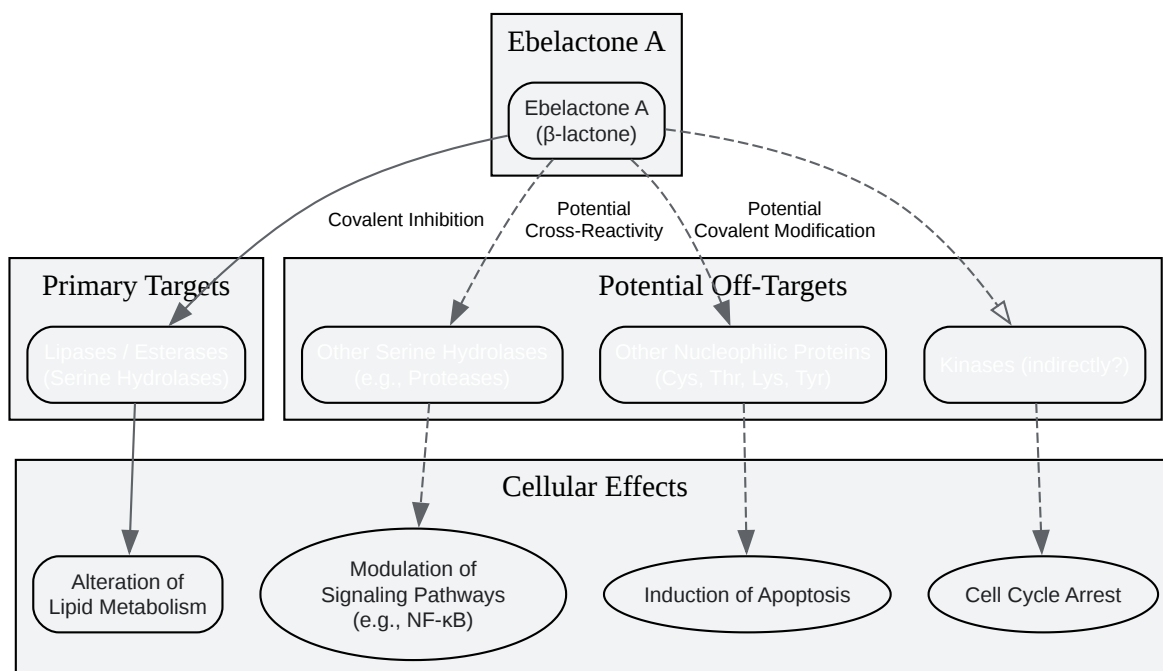 Ebelactone A
Ebelactone A
(β-lactone)
Covalent Inhibition
Potential
Cross-Reactivity
Potential
Covalent Modification
Primary Targets
Potential Off-Targets
Lipases / Esterases
(Serine Hydrolases)
Other Serine Hydrolases
(e.g., Proteases)
Other Nucleophilic Proteins
(Cys, Thr, Lys, Tyr)
Kinases (indirectly?)
Cellular Effects
Alteration of
Lipid Metabolism
Modulation of
Signaling Pathways
(e.g., NF-κB)
Induction of Apoptosis
Cell Cycle Arrest